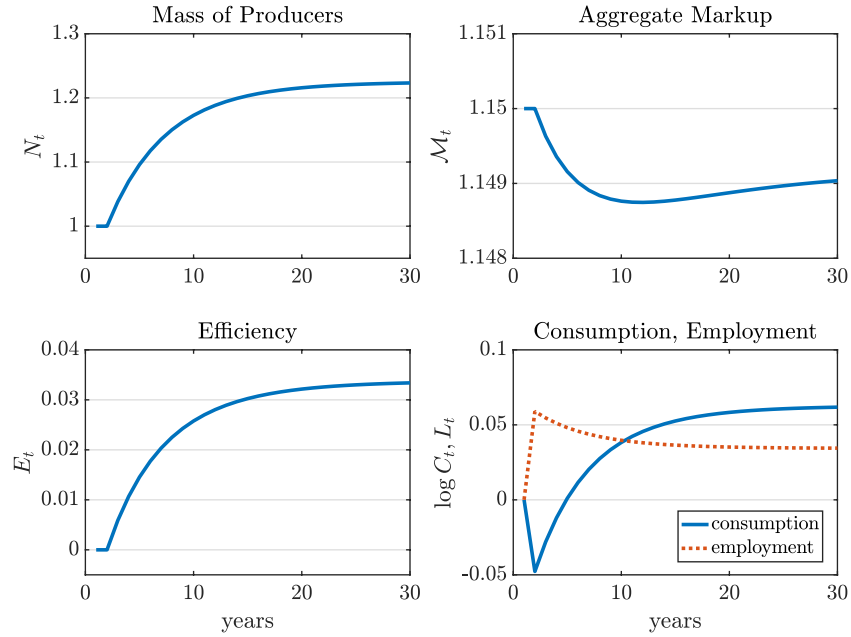 Mass of Producers
1.3
1.2
1.1
1
N_t
0 10 20 30
Aggregate Markup
1.151
1.15
1.149
1.148
ℳ_t
0 10 20 30
Efficiency
0.04
0.03
0.02
0.01
0
E_t
0 10 20 30
years
Consumption, Employment
0.1
0.05
0
-0.05
log C_t, L_t
consumption
employment
0 10 20 30
years